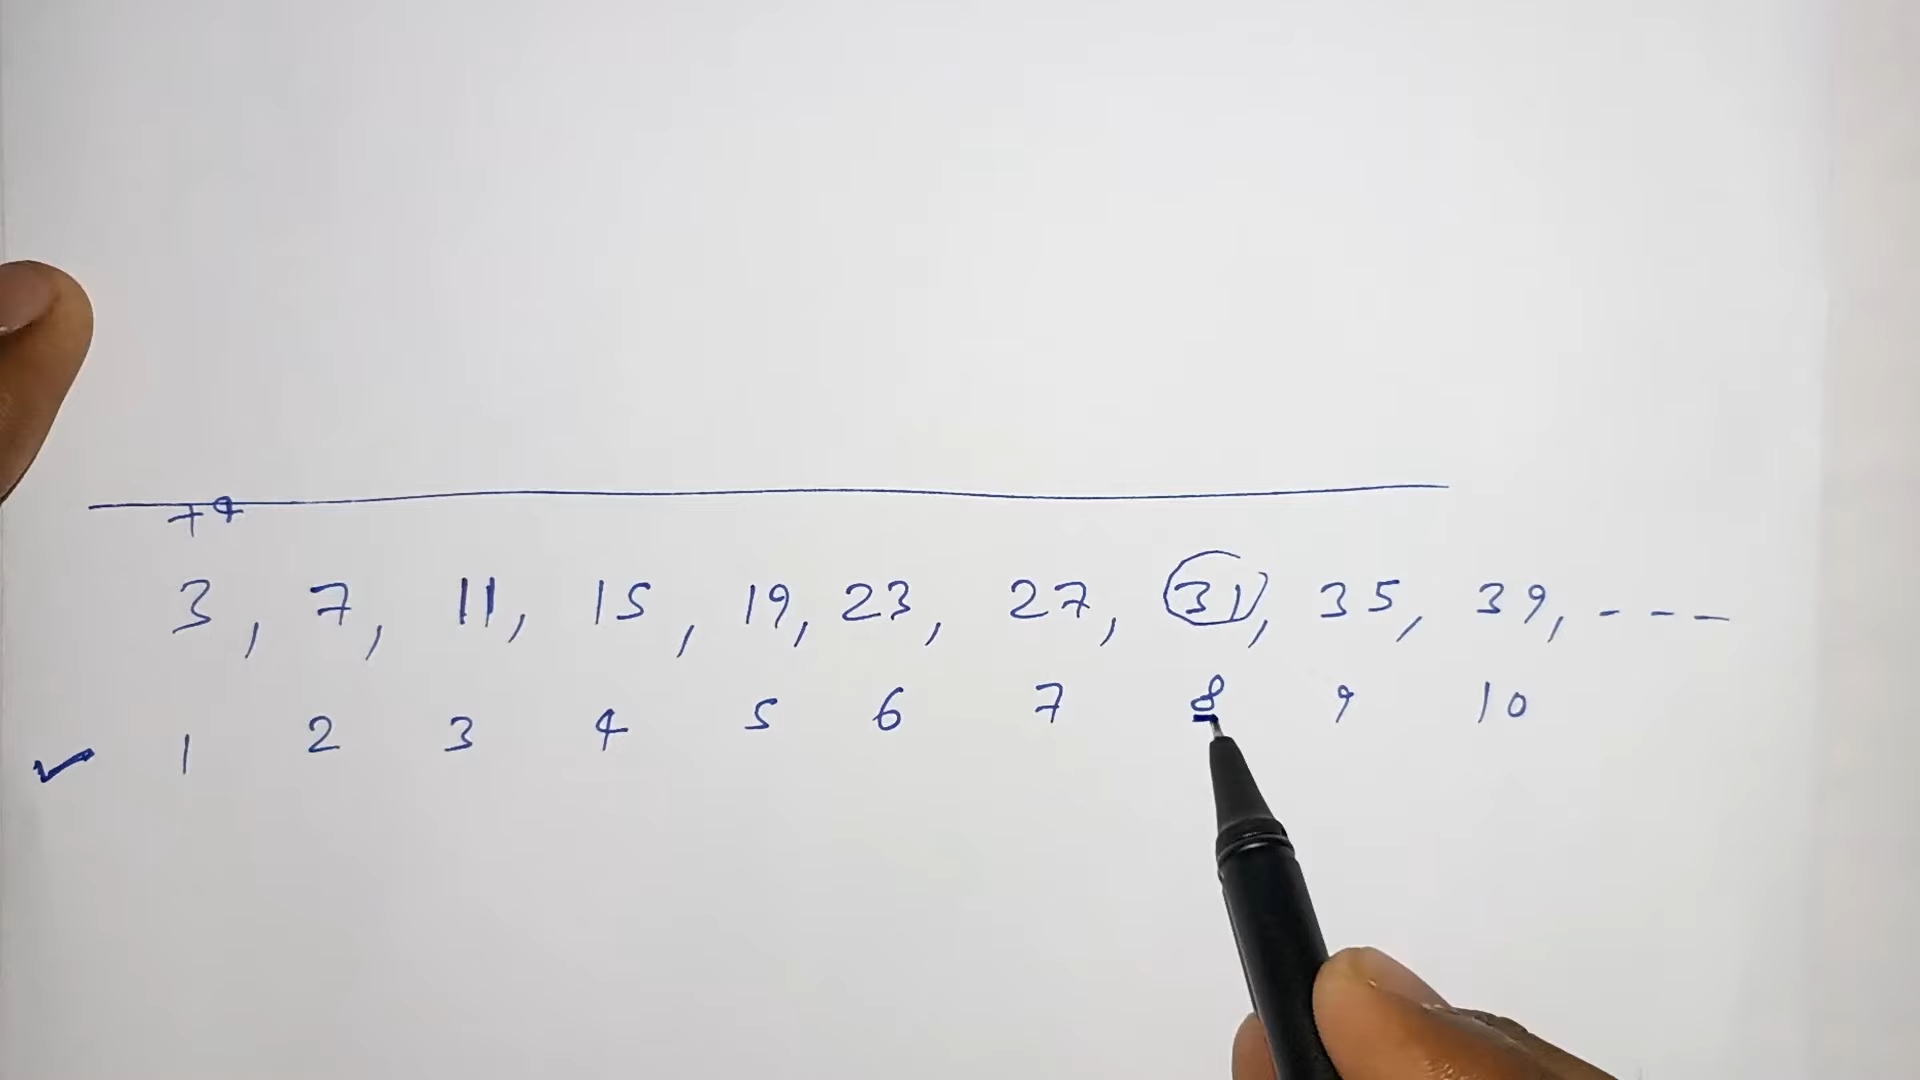 +4
3, 7, 11, 15, 19, 23, 27, 31, 35, 39, ---
1 2 3 4 5 6 7 8 9 10